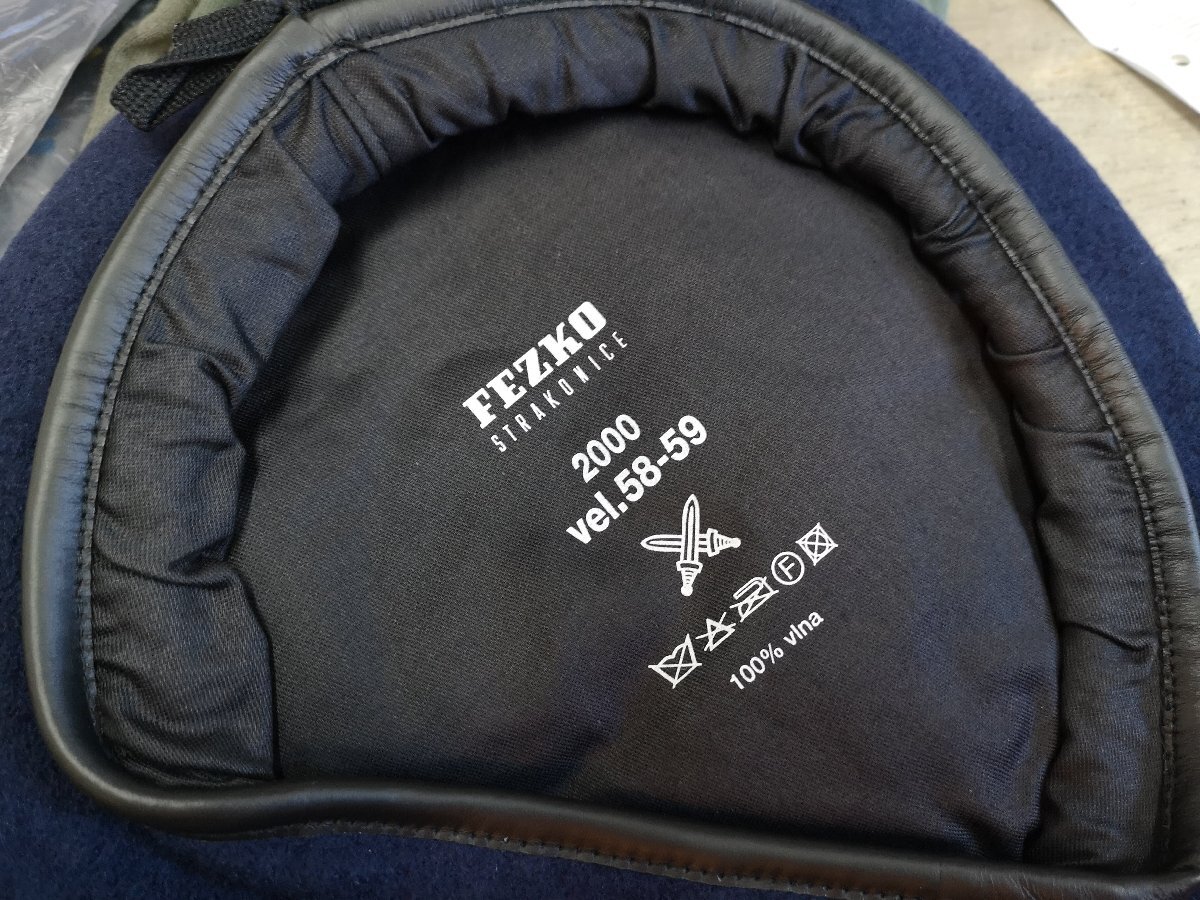 FEZKO
STRAKONICE
2000
vel.58-59
F
100% vlna